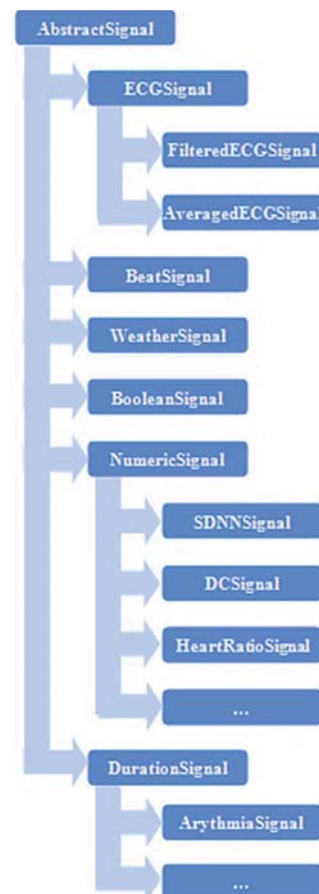 AbstractSignal
ECGSignal
FilteredECGSignal
AveragedECGSignal
BeatSignal
WeatherSignal
BooleanSignal
NumericSignal
SDNNSignal
DCSignal
HeartRatioSignal
...
DurationSignal
ArythmiaSignal
...